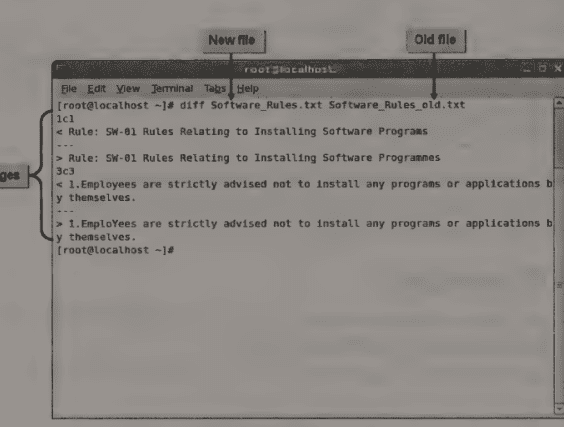 New file
Old file
root@localhost:~
File Edit View Terminal Tabs Help
[root@localhost ~]# diff Software_Rules.txt Software_Rules_old.txt
1c1
< Rule: SW-01 Rules Relating to Installing Software Programs
---
> Rule: SW-01 Rules Relating to Installing Software Programmes
3c3
< 1.Employees are strictly advised not to install any programs or applications b
y themselves.
---
> 1.EmploYees are strictly advised not to install any programs or applications b
y themselves.
[root@localhost ~]#
ges